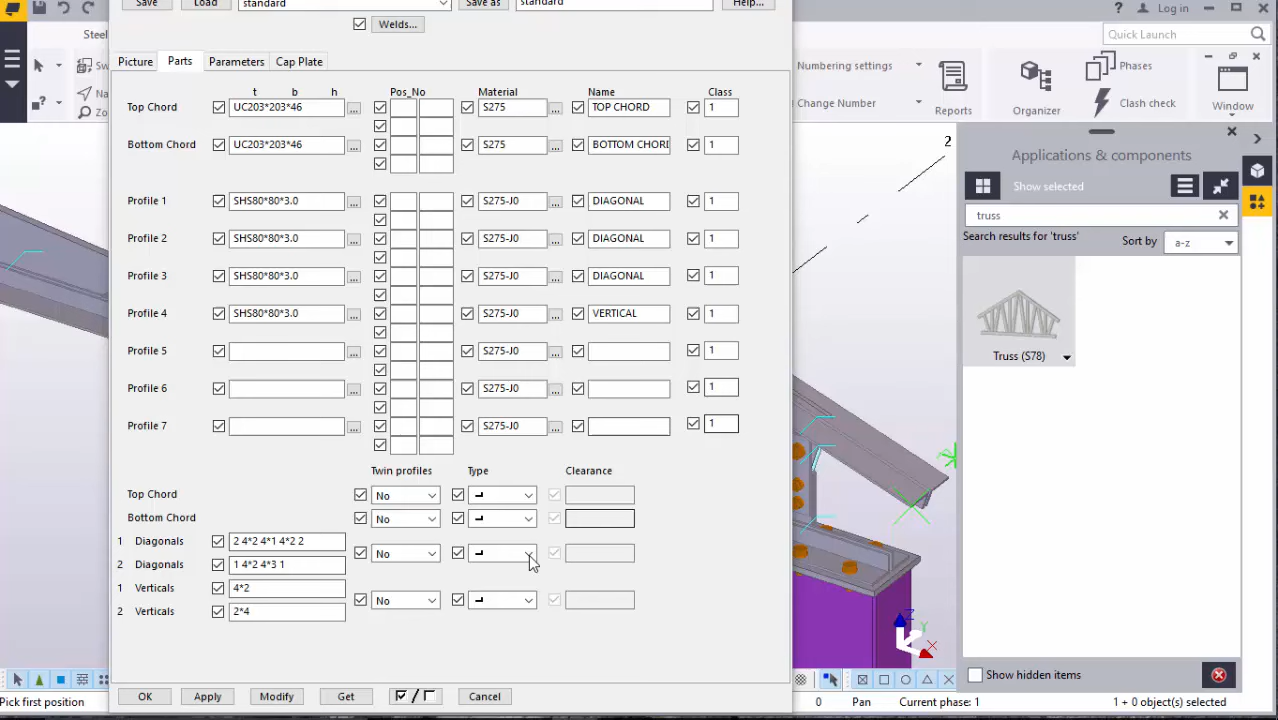 Save Load standard Save as standard Help...
Log in
Steel
Quick Launch
Welds...
Picture Parts Parameters Cap Plate
Numbering settings
Change Number
Reports
Organizer
Phases
Clash check
Window
t b h Pos_No Material Name Class
Top Chord UC203*203*46 ... S275 ... TOP CHORD 1
Bottom Chord UC203*203*46 ... S275 ... BOTTOM CHORD 1
Profile 1 SHS80*80*3.0 ... S275-J0 ... DIAGONAL 1
Profile 2 SHS80*80*3.0 ... S275-J0 ... DIAGONAL 1
Profile 3 SHS80*80*3.0 ... S275-J0 ... DIAGONAL 1
Profile 4 SHS80*80*3.0 ... S275-J0 ... VERTICAL 1
Profile 5 ... S275-J0 ... 1
Profile 6 ... S275-J0 ... 1
Profile 7 ... S275-J0 ... 1
Twin profiles Type Clearance
Top Chord No
Bottom Chord No
1 Diagonals 2 4*2 4*1 4*2 2
No
2 Diagonals 1 4*2 4*3 1
1 Verticals 4*2
No
2 Verticals 2*4
OK Apply Modify Get / Cancel
2
Z
Y
X
Applications & components
Show selected
truss
Search results for 'truss'
Sort by a-z
Truss (S78)
Show hidden items
Pick first position
0 Pan Current phase: 1 1 + 0 object(s) selected